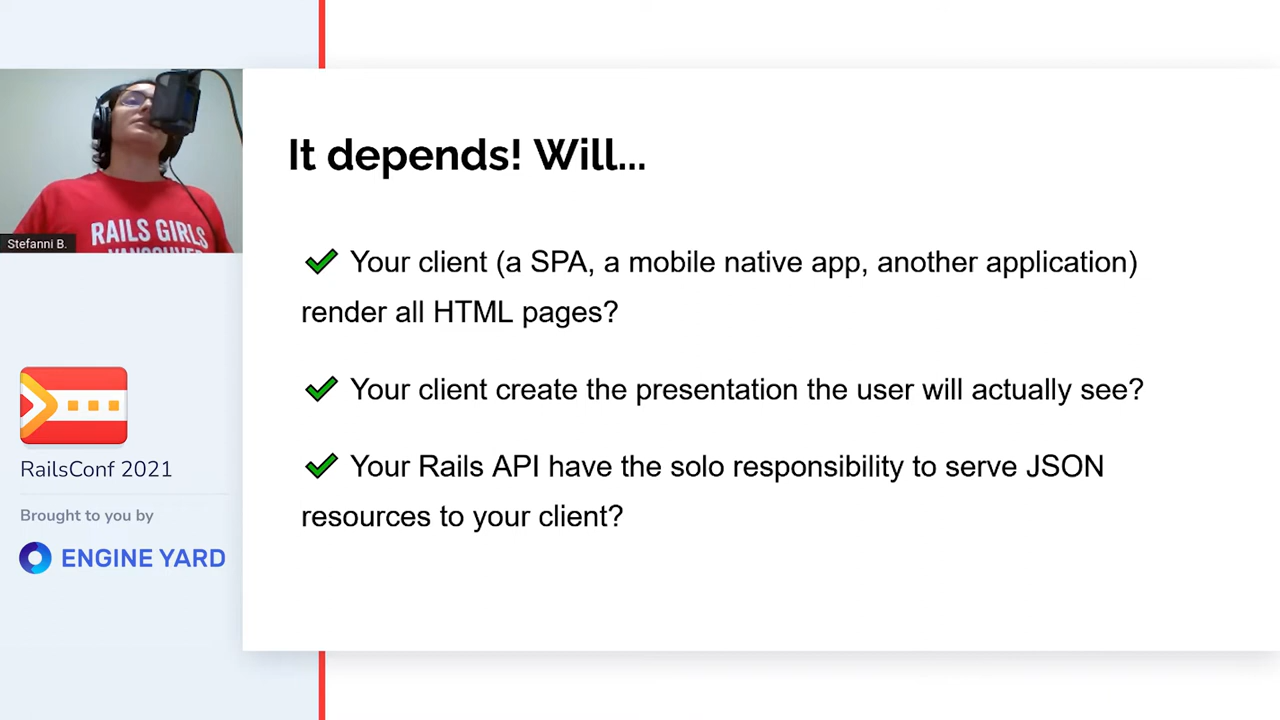 It depends! Will...
✔ Your client (a SPA, a mobile native app, another application)
render all HTML pages?
✔ Your client create the presentation the user will actually see?
✔ Your Rails API have the solo responsibility to serve JSON
resources to your client?
RAILS GIRLS
VANCOUVER
Stefanni B.
RailsConf 2021
Brought to you by
ENGINE YARD